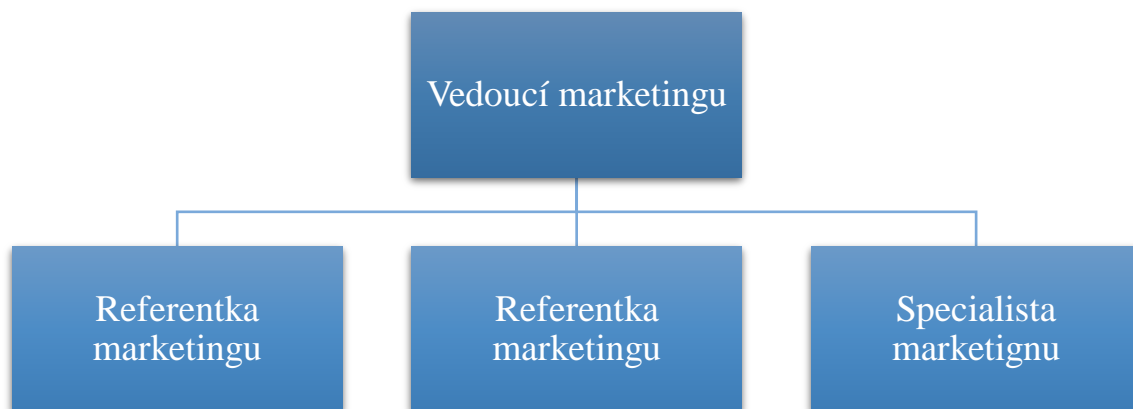 Vedoucí marketingu
Referentka
marketingu
Referentka
marketingu
Specialista
marketignu